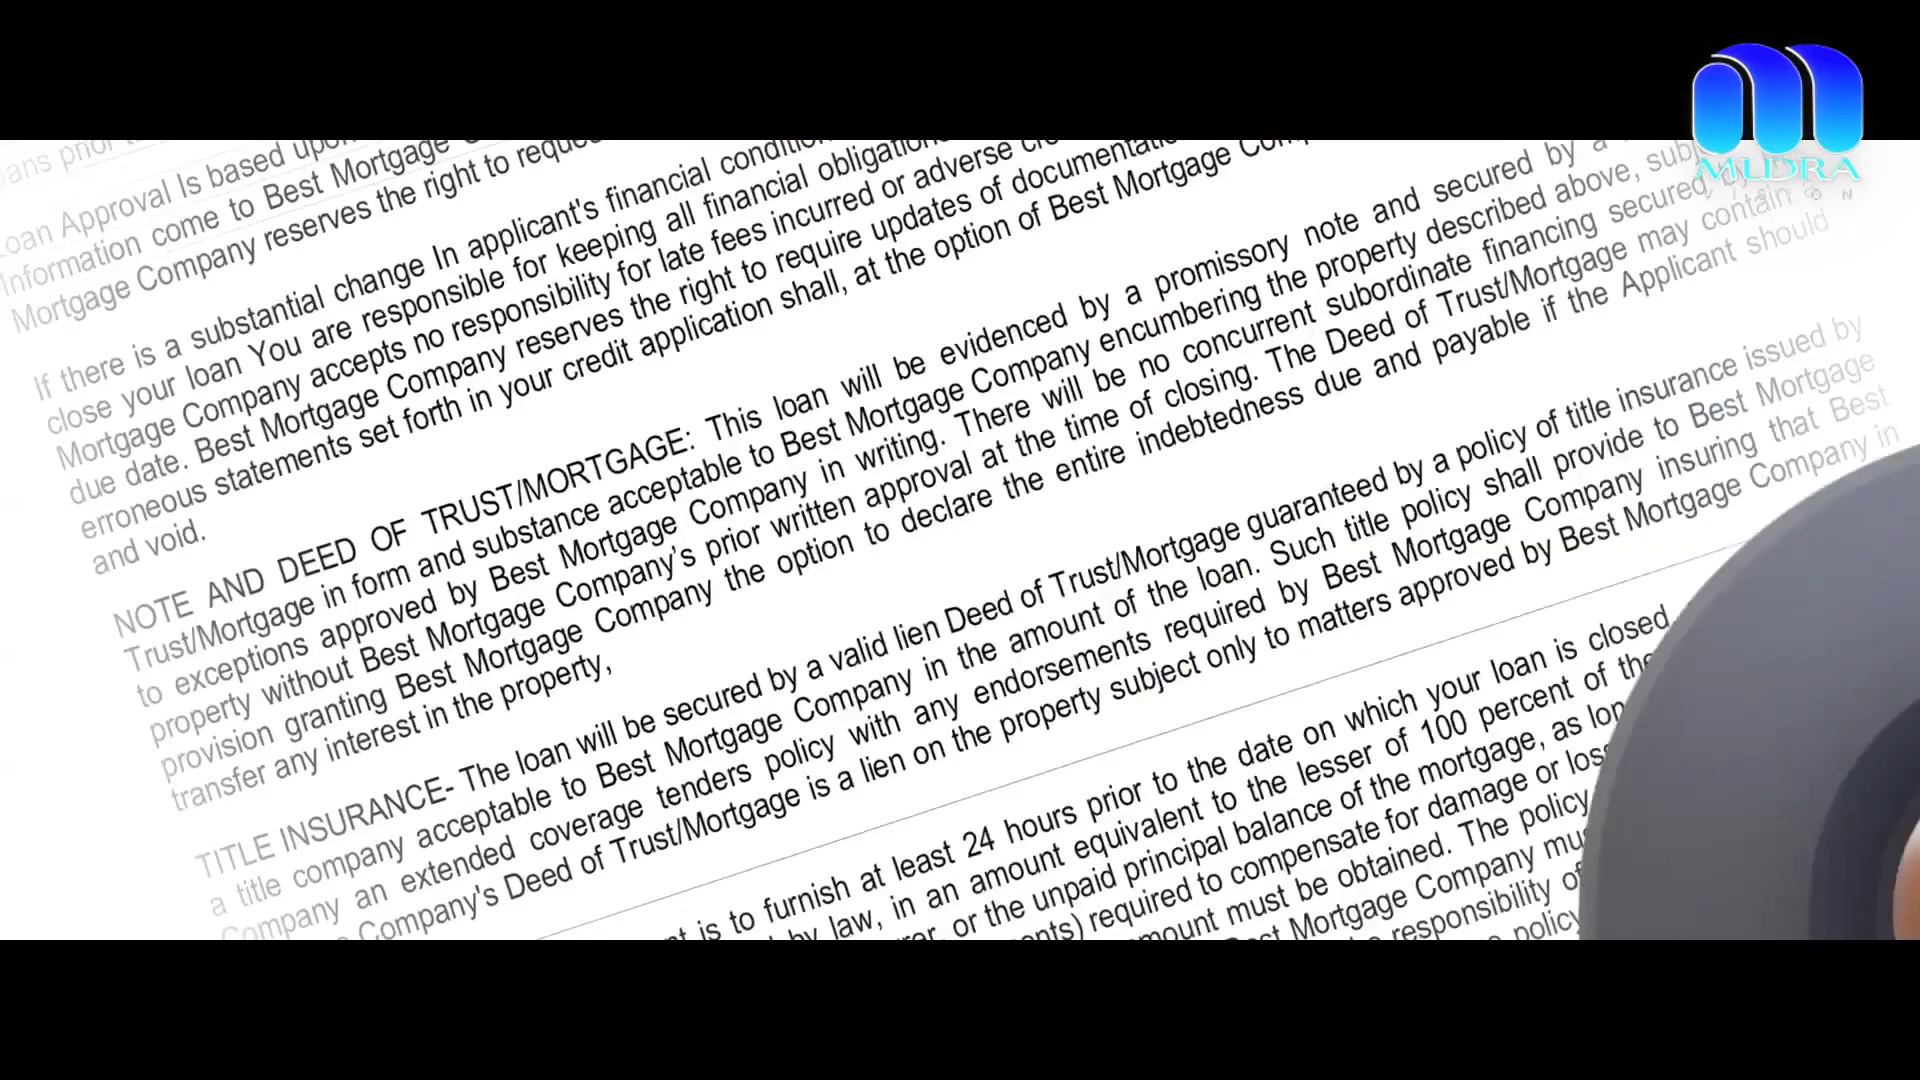 MUDRA
VISION
Loan Approval Is based upon
Information come to Best Mortgage
Mortgage Company reserves the right to
If there is a substantial change In applicant's financial
close your loan You are responsible for keeping all financial obligations
Mortgage Company accepts no responsibility for late fees incurred or adverse
due date. Best Mortgage Company reserves the right to require updates of
erroneous statements set forth in your credit application shall, at the option of Best Mortgage
and void.
NOTE AND DEED OF TRUST/MORTGAGE: This loan will be evidenced by a promissory note and secured by a
Trust/Mortgage in form and substance acceptable to Best Mortgage Company encumbering the property described above,
to exceptions approved by Best Mortgage Company in writing. There will be no concurrent subordinate financing secured
property without Best Mortgage Company's prior written approval at the time of closing. The Deed of Trust/Mortgage may contain
provision granting Best Mortgage Company the option to declare the entire indebtedness due and payable if the Applicant should
transfer any interest in the property,
TITLE INSURANCE- The loan will be secured by a valid lien Deed of Trust/Mortgage guaranteed by a policy of title insurance issued by
a title company acceptable to Best Mortgage Company in the amount of the loan. Such title policy shall provide to Best Mortgage
Company an extended coverage tenders policy with any endorsements required by Best Mortgage Company insuring that Best
Company's Deed of Trust/Mortgage is a lien on the property subject only to matters approved by Best Mortgage Company in
is to furnish at least 24 hours prior to the date on which your loan is closed
by law, in an amount equivalent to the lesser of 100 percent of the
or the unpaid principal balance of the mortgage, as
required to compensate for damage or
must be obtained. The policy
Mortgage Company
responsibility of
policy